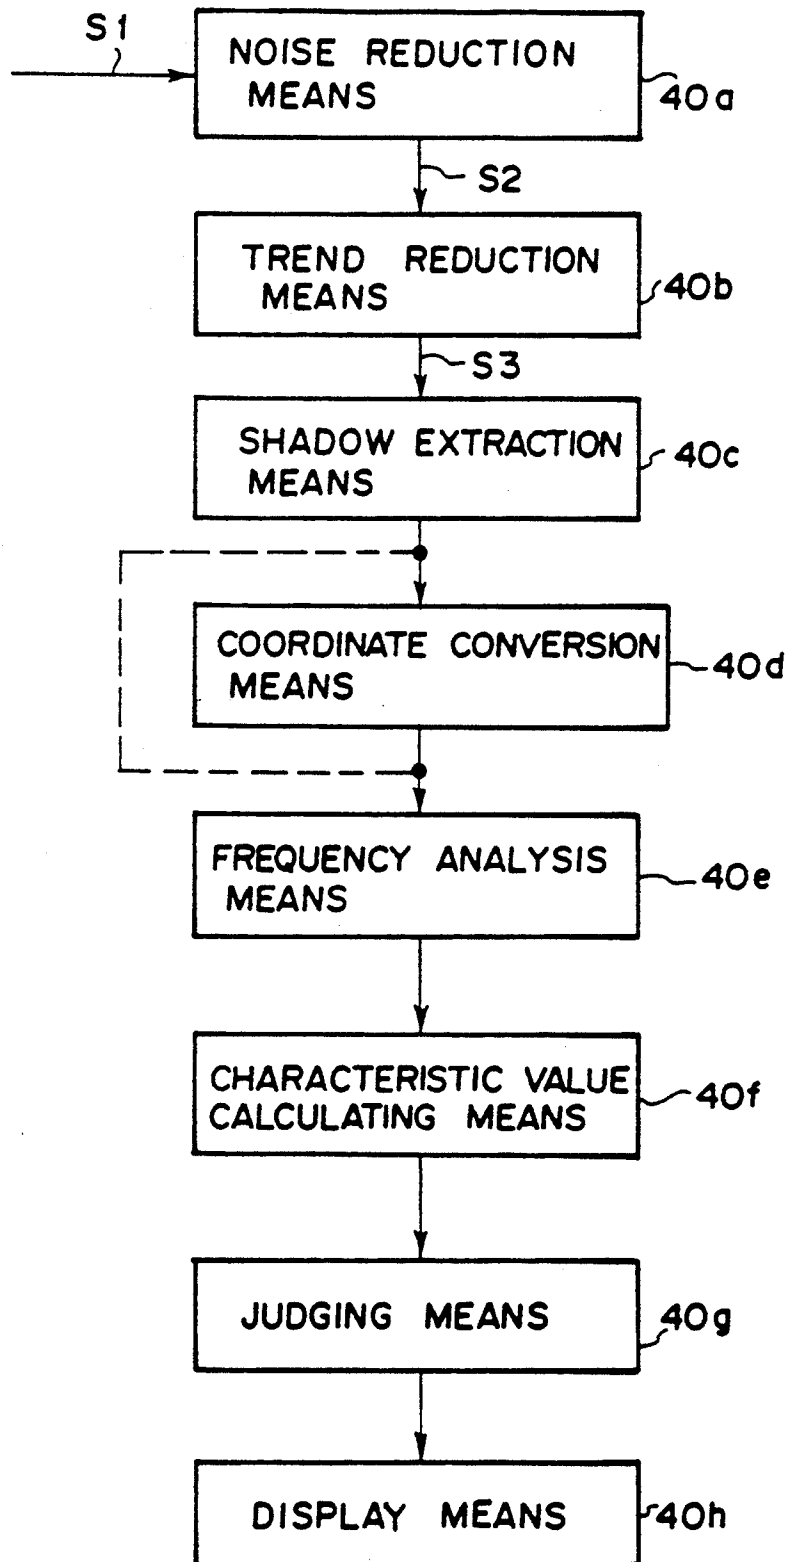 S1
NOISE REDUCTION
MEANS
40a
S2
TREND REDUCTION
MEANS
40b
S3
SHADOW EXTRACTION
MEANS
40c
COORDINATE CONVERSION
MEANS
40d
FREQUENCY ANALYSIS
MEANS
40e
CHARACTERISTIC VALUE
CALCULATING MEANS
40f
JUDGING MEANS
40g
DISPLAY MEANS
40h